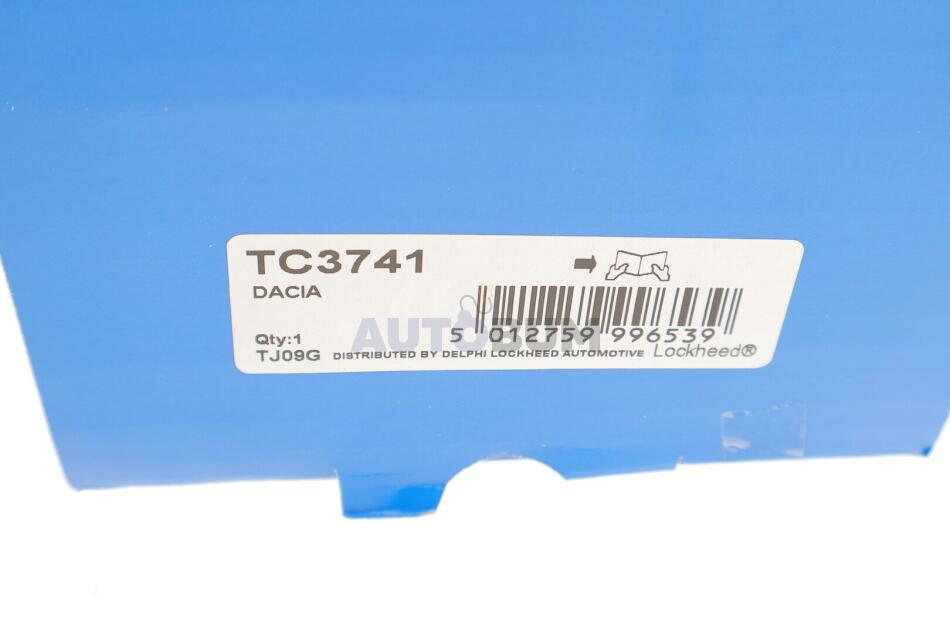 TC3741
DACIA
AUTOBUM
5 012759 996539
Qty:1
TJ09G DISTRIBUTED BY DELPHI LOCKHEED AUTOMOTIVE Lockheed®